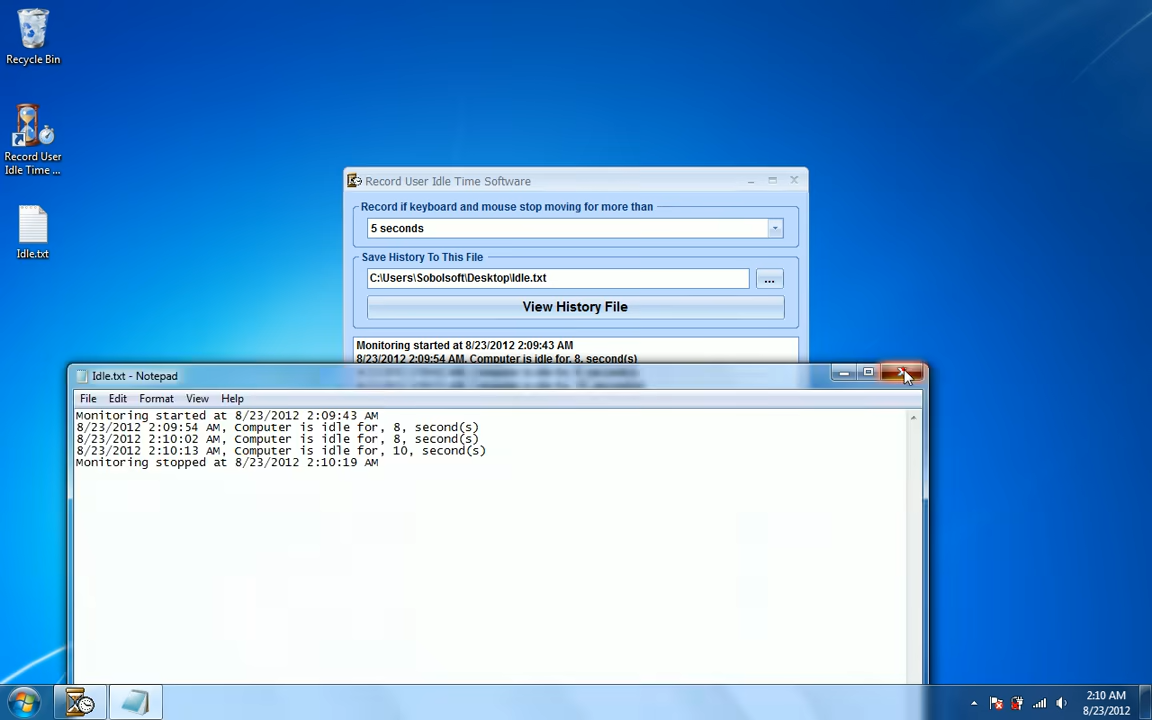 Recycle Bin
Record User
Idle Time ...
Idle.txt
Record User Idle Time Software
Record if keyboard and mouse stop moving for more than
5 seconds
Save History To This File
C:\Users\Sobolsoft\Desktop\Idle.txt
...
View History File
Monitoring started at 8/23/2012 2:09:43 AM
8/23/2012 2:09:54 AM, Computer is idle for, 8, second(s)
Idle.txt - Notepad
File Edit Format View Help
Monitoring started at 8/23/2012 2:09:43 AM
8/23/2012 2:09:54 AM, Computer is idle for, 8, second(s)
8/23/2012 2:10:02 AM, Computer is idle for, 8, second(s)
8/23/2012 2:10:13 AM, Computer is idle for, 10, second(s)
Monitoring stopped at 8/23/2012 2:10:19 AM
2:10 AM
8/23/2012